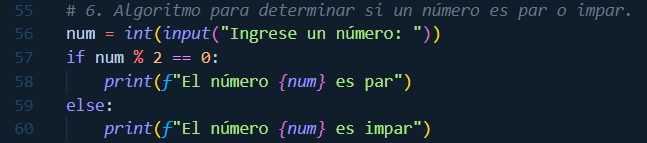 55 # 6. Algoritmo para determinar si un número es par o impar.
56 num = int(input("Ingrese un número: "))
57 if num % 2 == 0:
58     print(f"El número {num} es par")
59 else:
60     print(f"El número {num} es impar")